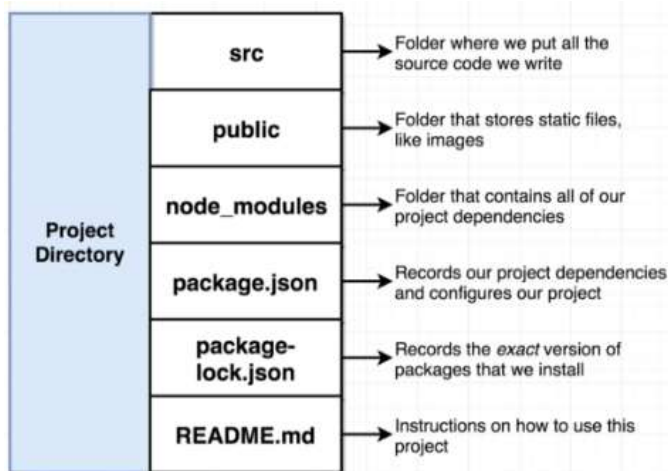 src
Folder where we put all the
source code we write
public
Folder that stores static files,
like images
node_modules
Folder that contains all of our
project dependencies
Project
Directory
package.json
Records our project dependencies
and configures our project
package-
lock.json
Records the exact version of
packages that we install
README.md
Instructions on how to use this
project